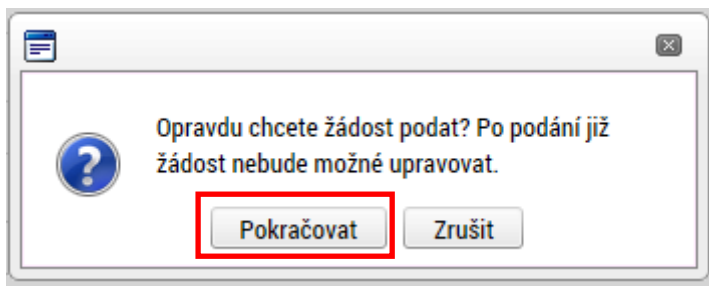 Opravdu chcete žádost podat? Po podání již
žádost nebude možné upravovat.
Pokračovat Zrušit